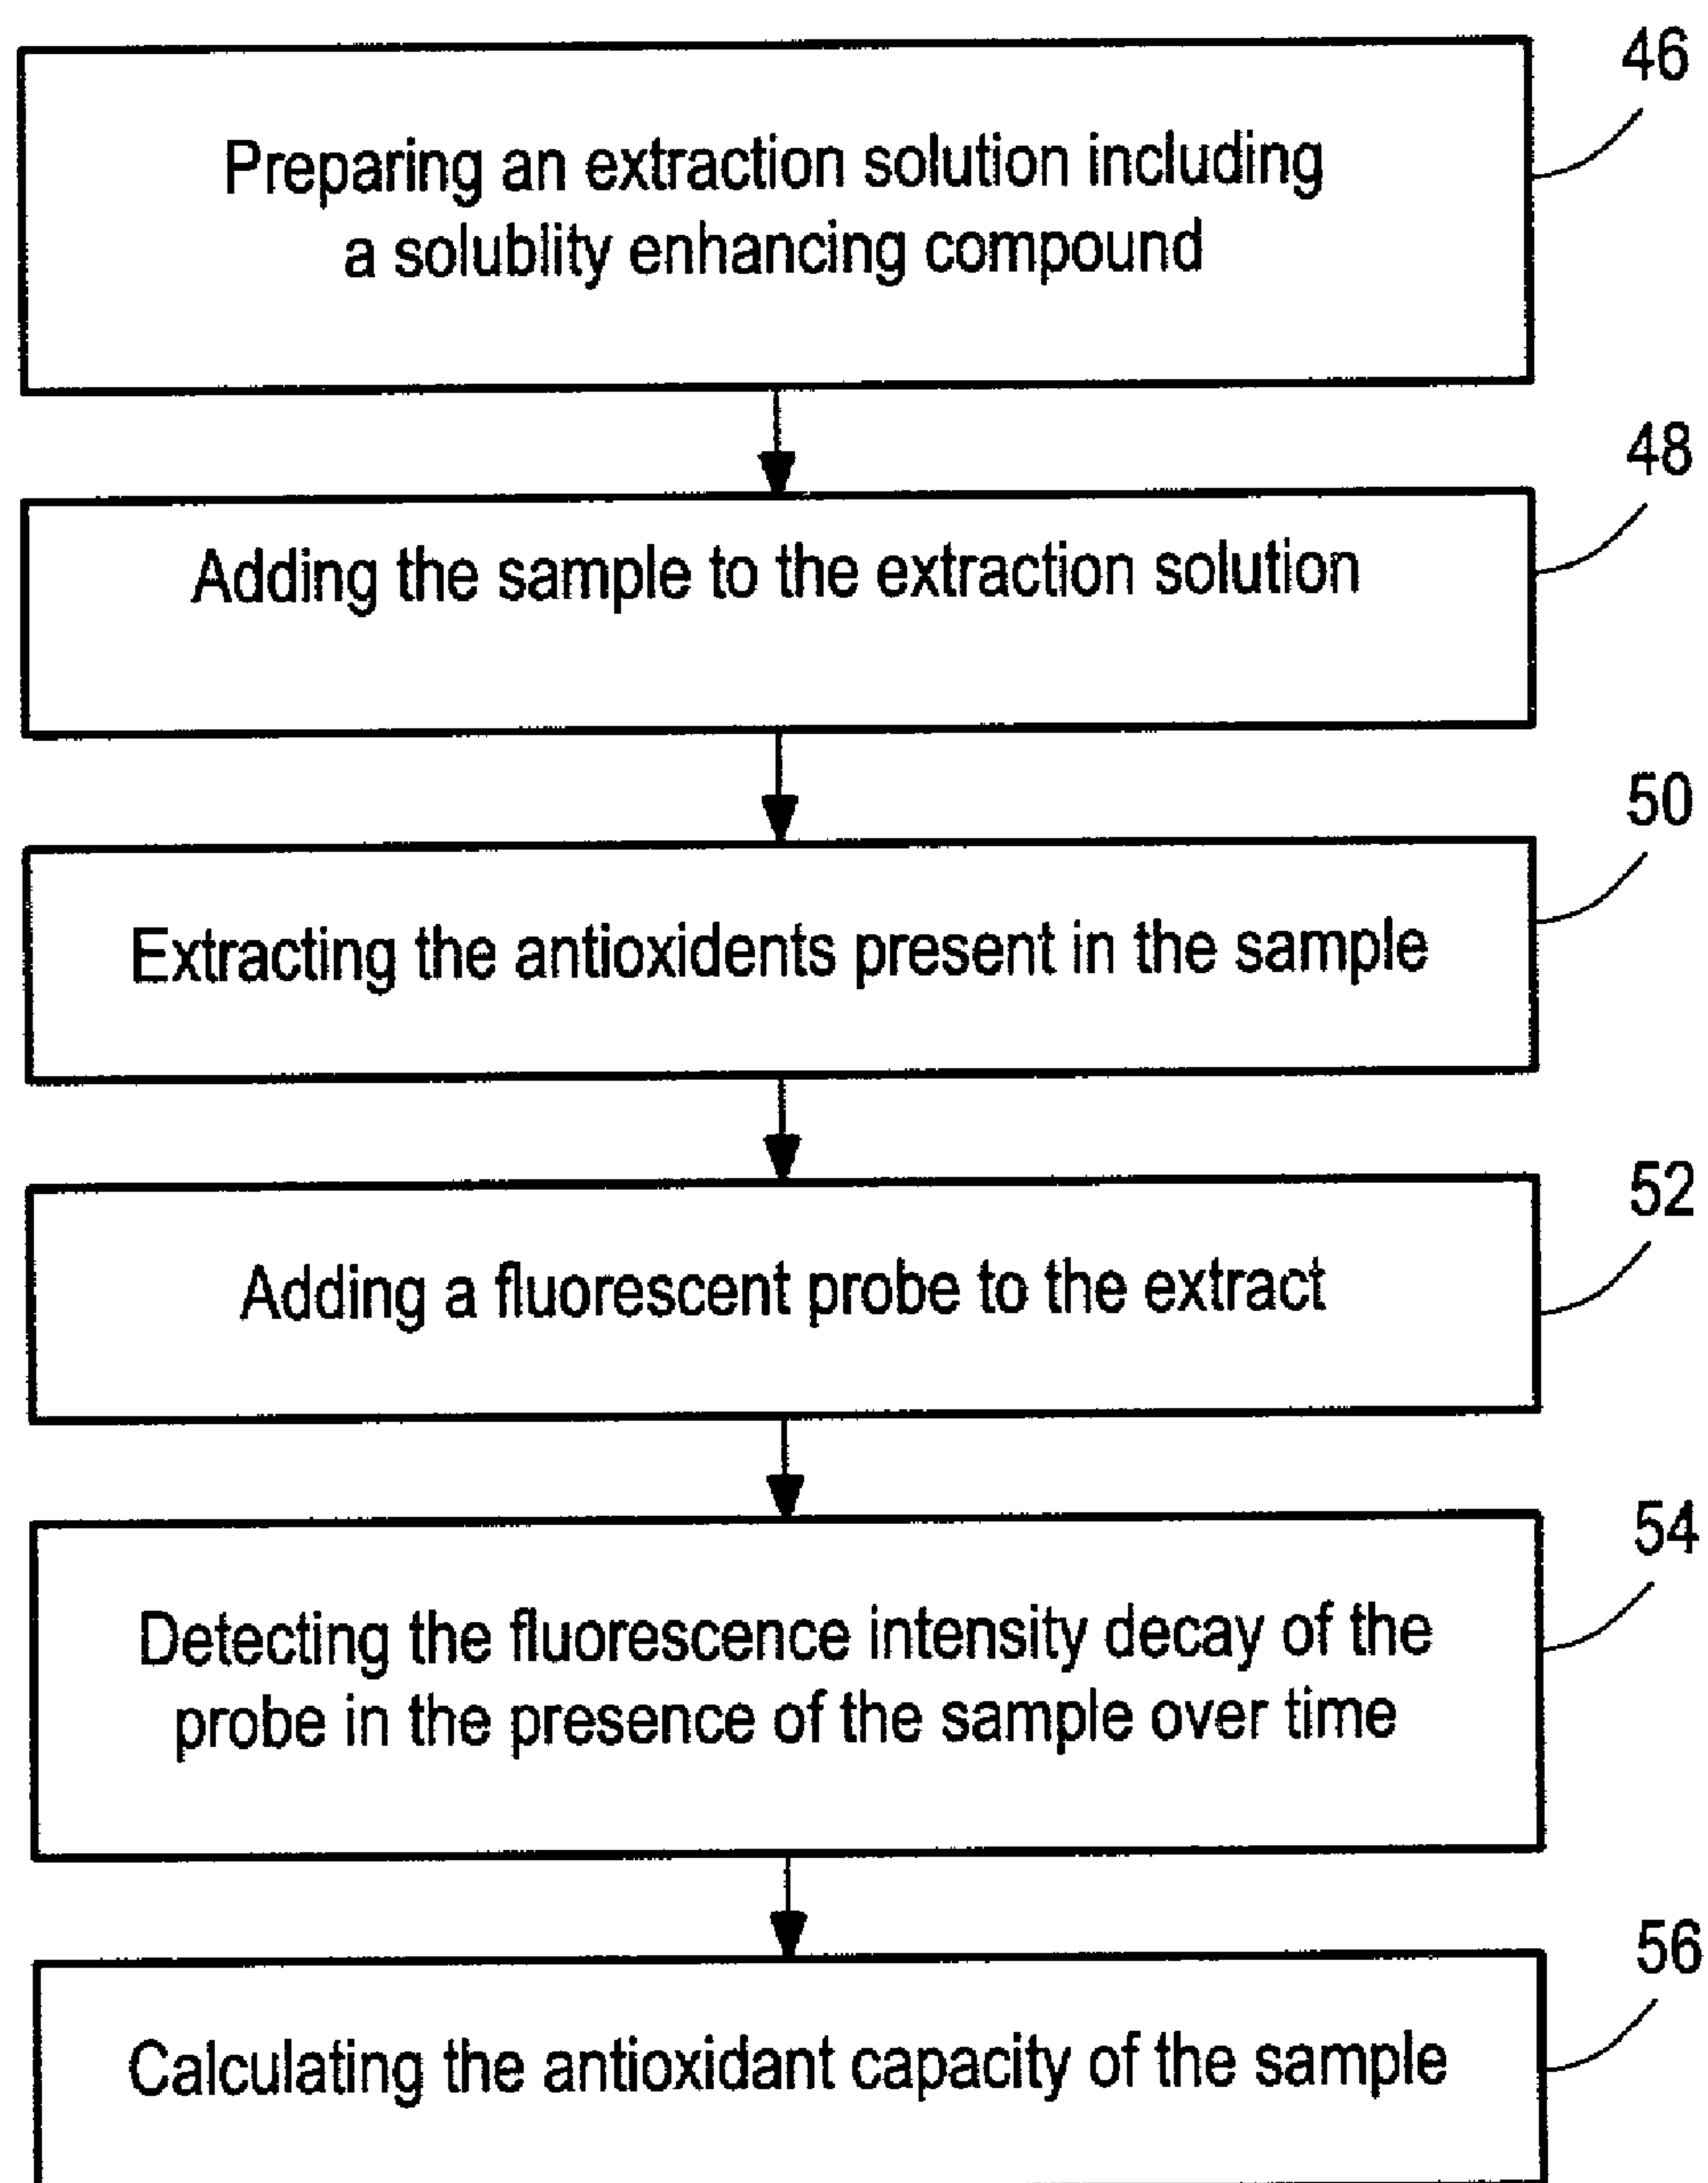 46
Preparing an extraction solution including
a solublity enhancing compound
48
Adding the sample to the extraction solution
50
Extracting the antioxidents present in the sample
52
Adding a fluorescent probe to the extract
54
Detecting the fluorescence intensity decay of the
probe in the presence of the sample over time
56
Calculating the antioxidant capacity of the sample